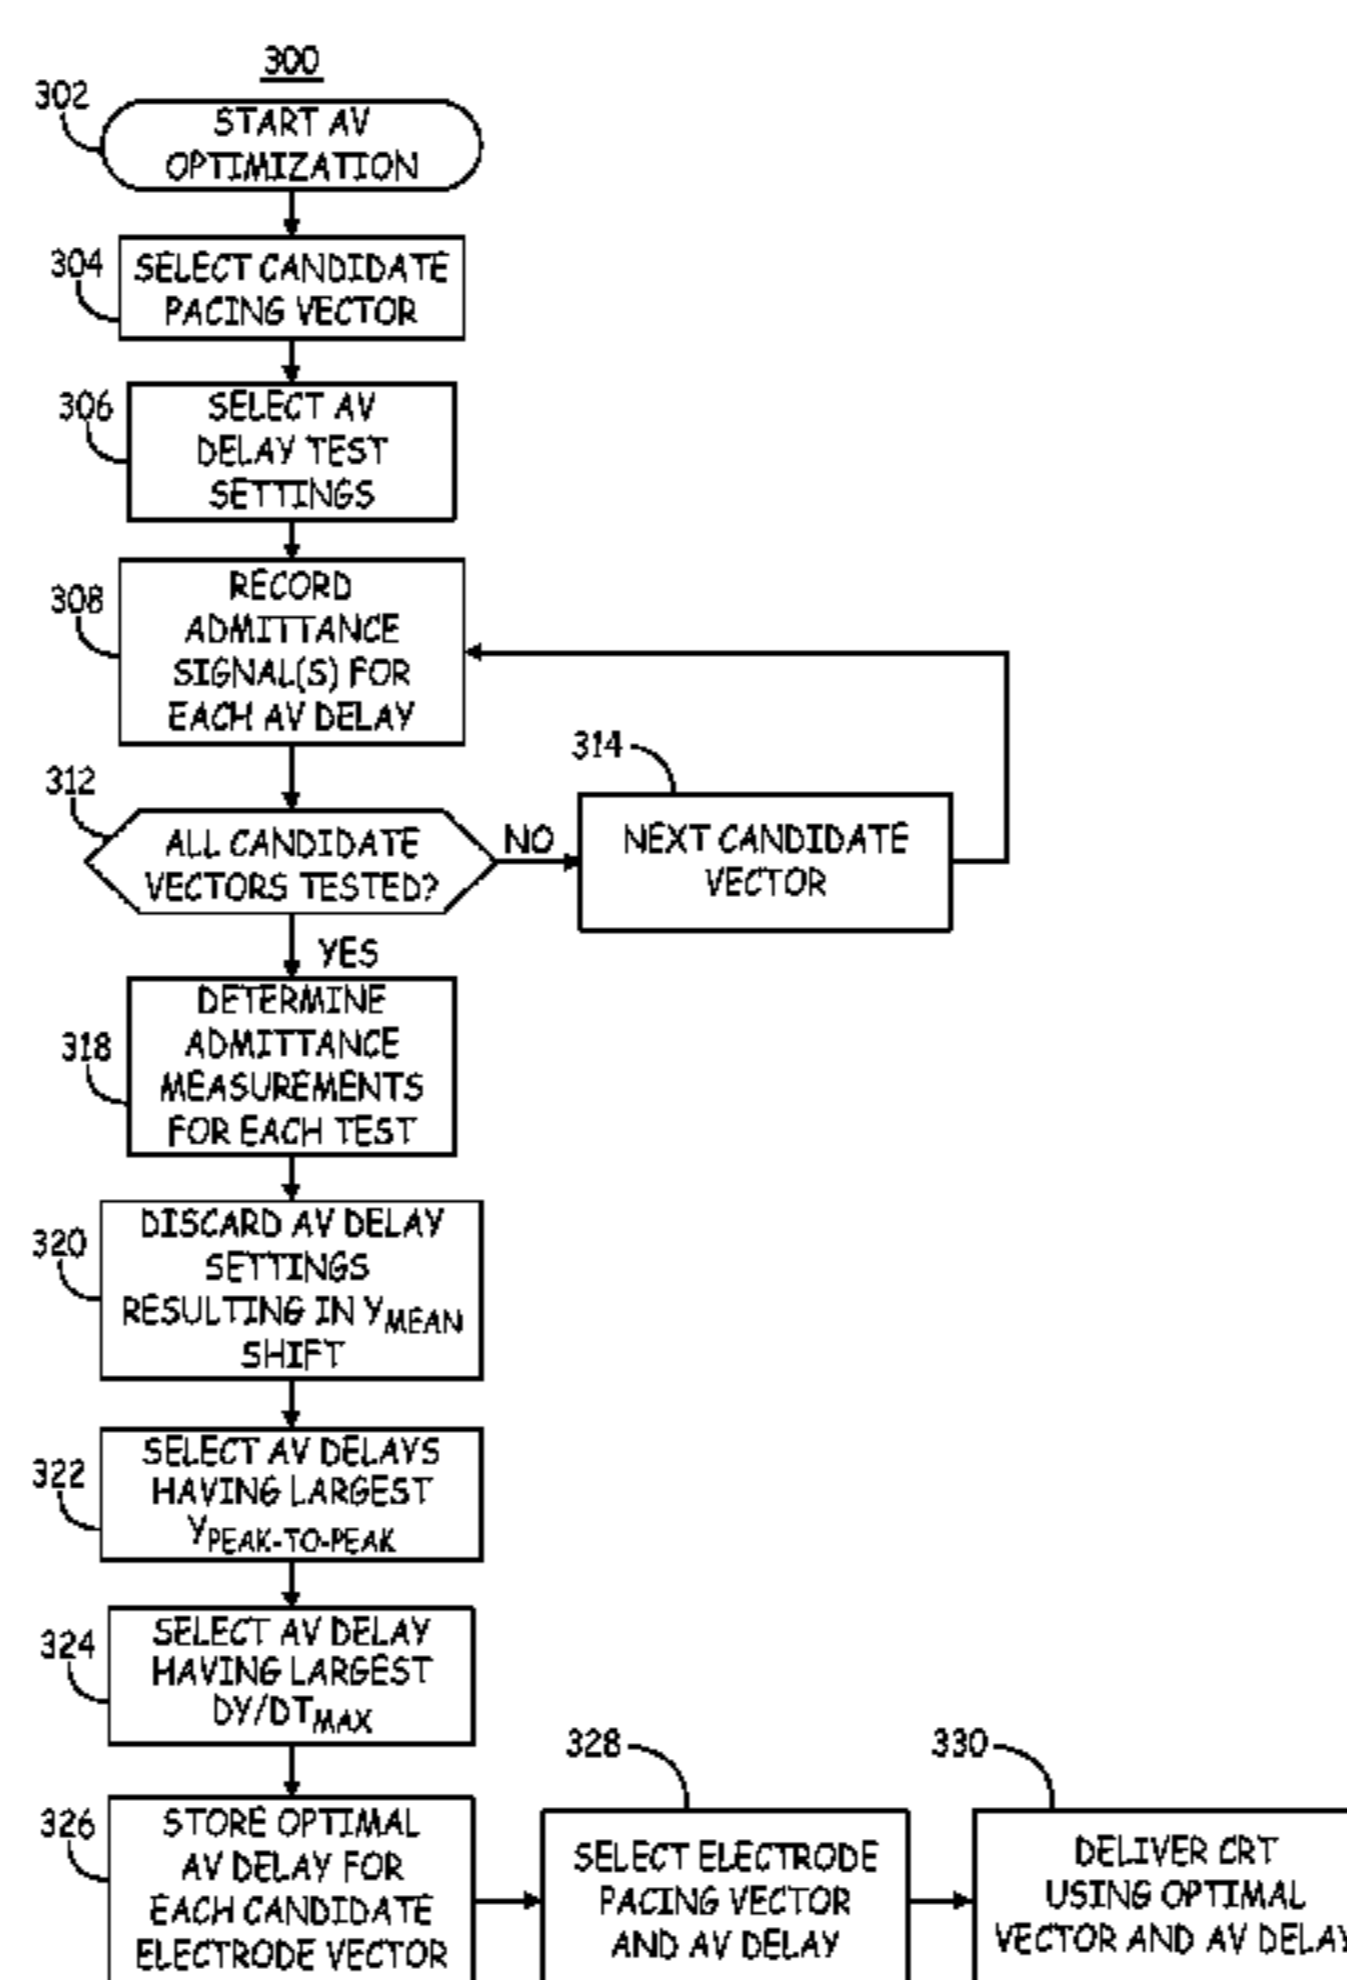 300
302
START AV
OPTIMIZATION
304
SELECT CANDIDATE
PACING VECTOR
306
SELECT AV
DELAY TEST
SETTINGS
308
RECORD
ADMITTANCE
SIGNAL(S) FOR
EACH AV DELAY
312
ALL CANDIDATE
VECTORS TESTED?
NO
314
NEXT CANDIDATE
VECTOR
YES
318
DETERMINE
ADMITTANCE
MEASUREMENTS
FOR EACH TEST
320
DISCARD AV DELAY
SETTINGS
RESULTING IN YMEAN
SHIFT
322
SELECT AV DELAYS
HAVING LARGEST
YPEAK-TO-PEAK
324
SELECT AV DELAY
HAVING LARGEST
DY/DTMAX
326
STORE OPTIMAL
AV DELAY FOR
EACH CANDIDATE
ELECTRODE VECTOR
328
SELECT ELECTRODE
PACING VECTOR
AND AV DELAY
330
DELIVER CRT
USING OPTIMAL
VECTOR AND AV DELAY